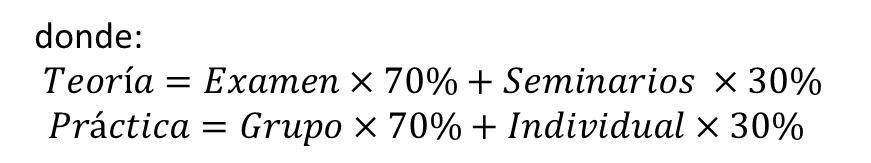 donde:
Teoría = Examen × 70% + Seminarios × 30%
Práctica = Grupo × 70% + Individual × 30%